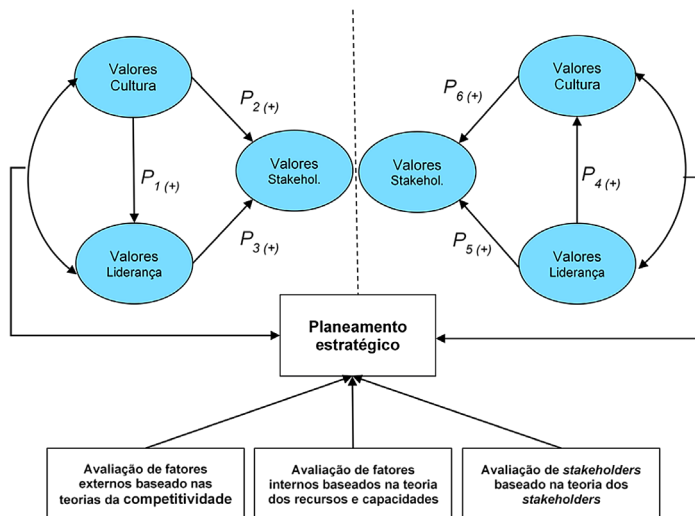 Valores
Cultura
P2 (+)
P1 (+)
Valores
Stakehol.
P3 (+)
Valores
Liderança
Valores
Cultura
P6 (+)
Valores
Stakehol.
P4 (+)
P5 (+)
Valores
Liderança
Planeamento
estratégico
Avaliação de fatores
externos baseado nas
teorias da competitividade
Avaliação de fatores
internos baseados na teoria
dos recursos e capacidades
Avaliação de stakeholders
baseado na teoria dos
stakeholders